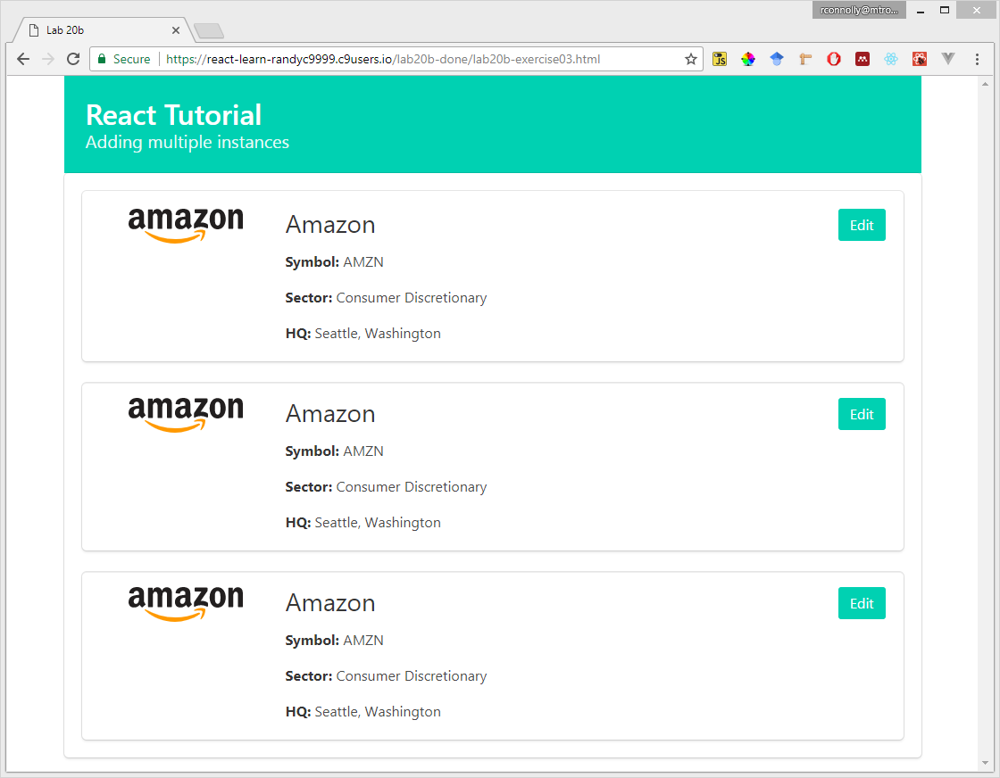 rconnolly@mtro...
Lab 20b
Secure https://react-learn-randyc9999.c9users.io/lab20b-done/lab20b-exercise03.html
JS
React Tutorial
Adding multiple instances
amazon
Amazon
Edit
Symbol: AMZN
Sector: Consumer Discretionary
HQ: Seattle, Washington
amazon
Amazon
Edit
Symbol: AMZN
Sector: Consumer Discretionary
HQ: Seattle, Washington
amazon
Amazon
Edit
Symbol: AMZN
Sector: Consumer Discretionary
HQ: Seattle, Washington